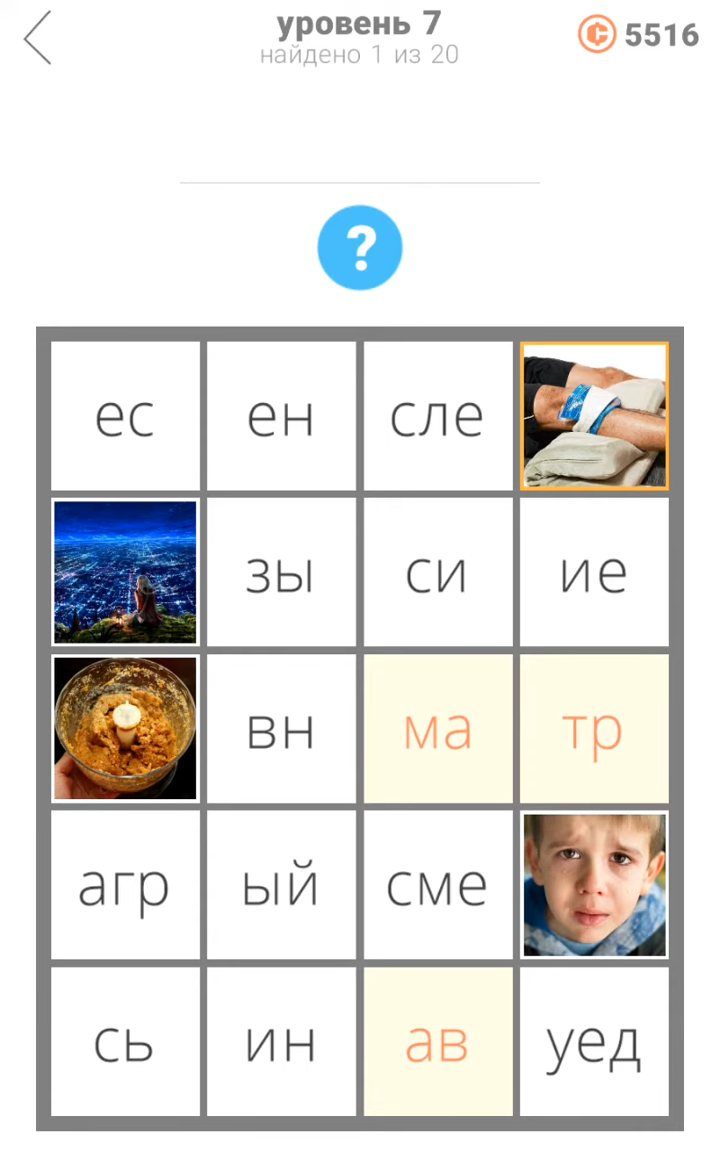 уровень 7
найдено 1 из 20
5516
?
ес ен сле
зы си ие
вн ма тр
агр ый сме
сь ин ав уед